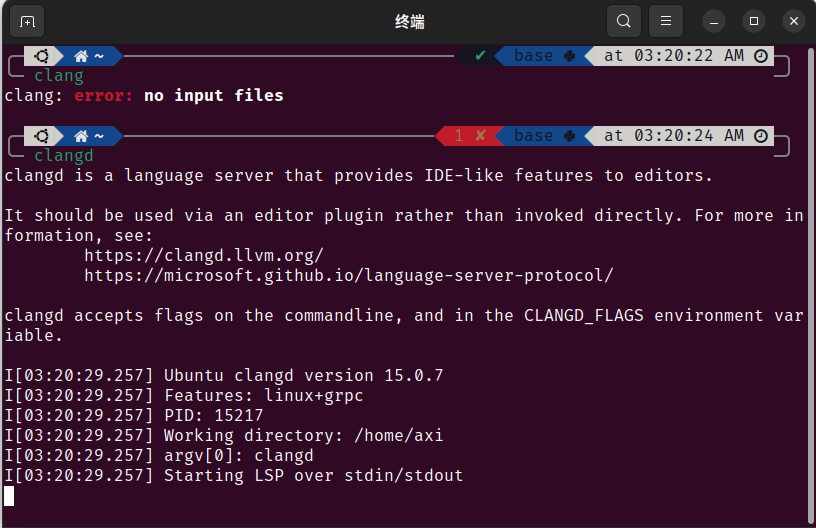 终端
~ ✔ base at 03:20:22 AM
clang
clang: error: no input files
~ 1 ✘ base at 03:20:24 AM
clangd
clangd is a language server that provides IDE-like features to editors.
It should be used via an editor plugin rather than invoked directly. For more in
formation, see:
https://clangd.llvm.org/
https://microsoft.github.io/language-server-protocol/
clangd accepts flags on the commandline, and in the CLANGD_FLAGS environment var
iable.
I[03:20:29.257] Ubuntu clangd version 15.0.7
I[03:20:29.257] Features: linux+grpc
I[03:20:29.257] PID: 15217
I[03:20:29.257] Working directory: /home/axi
I[03:20:29.257] argv[0]: clangd
I[03:20:29.257] Starting LSP over stdin/stdout